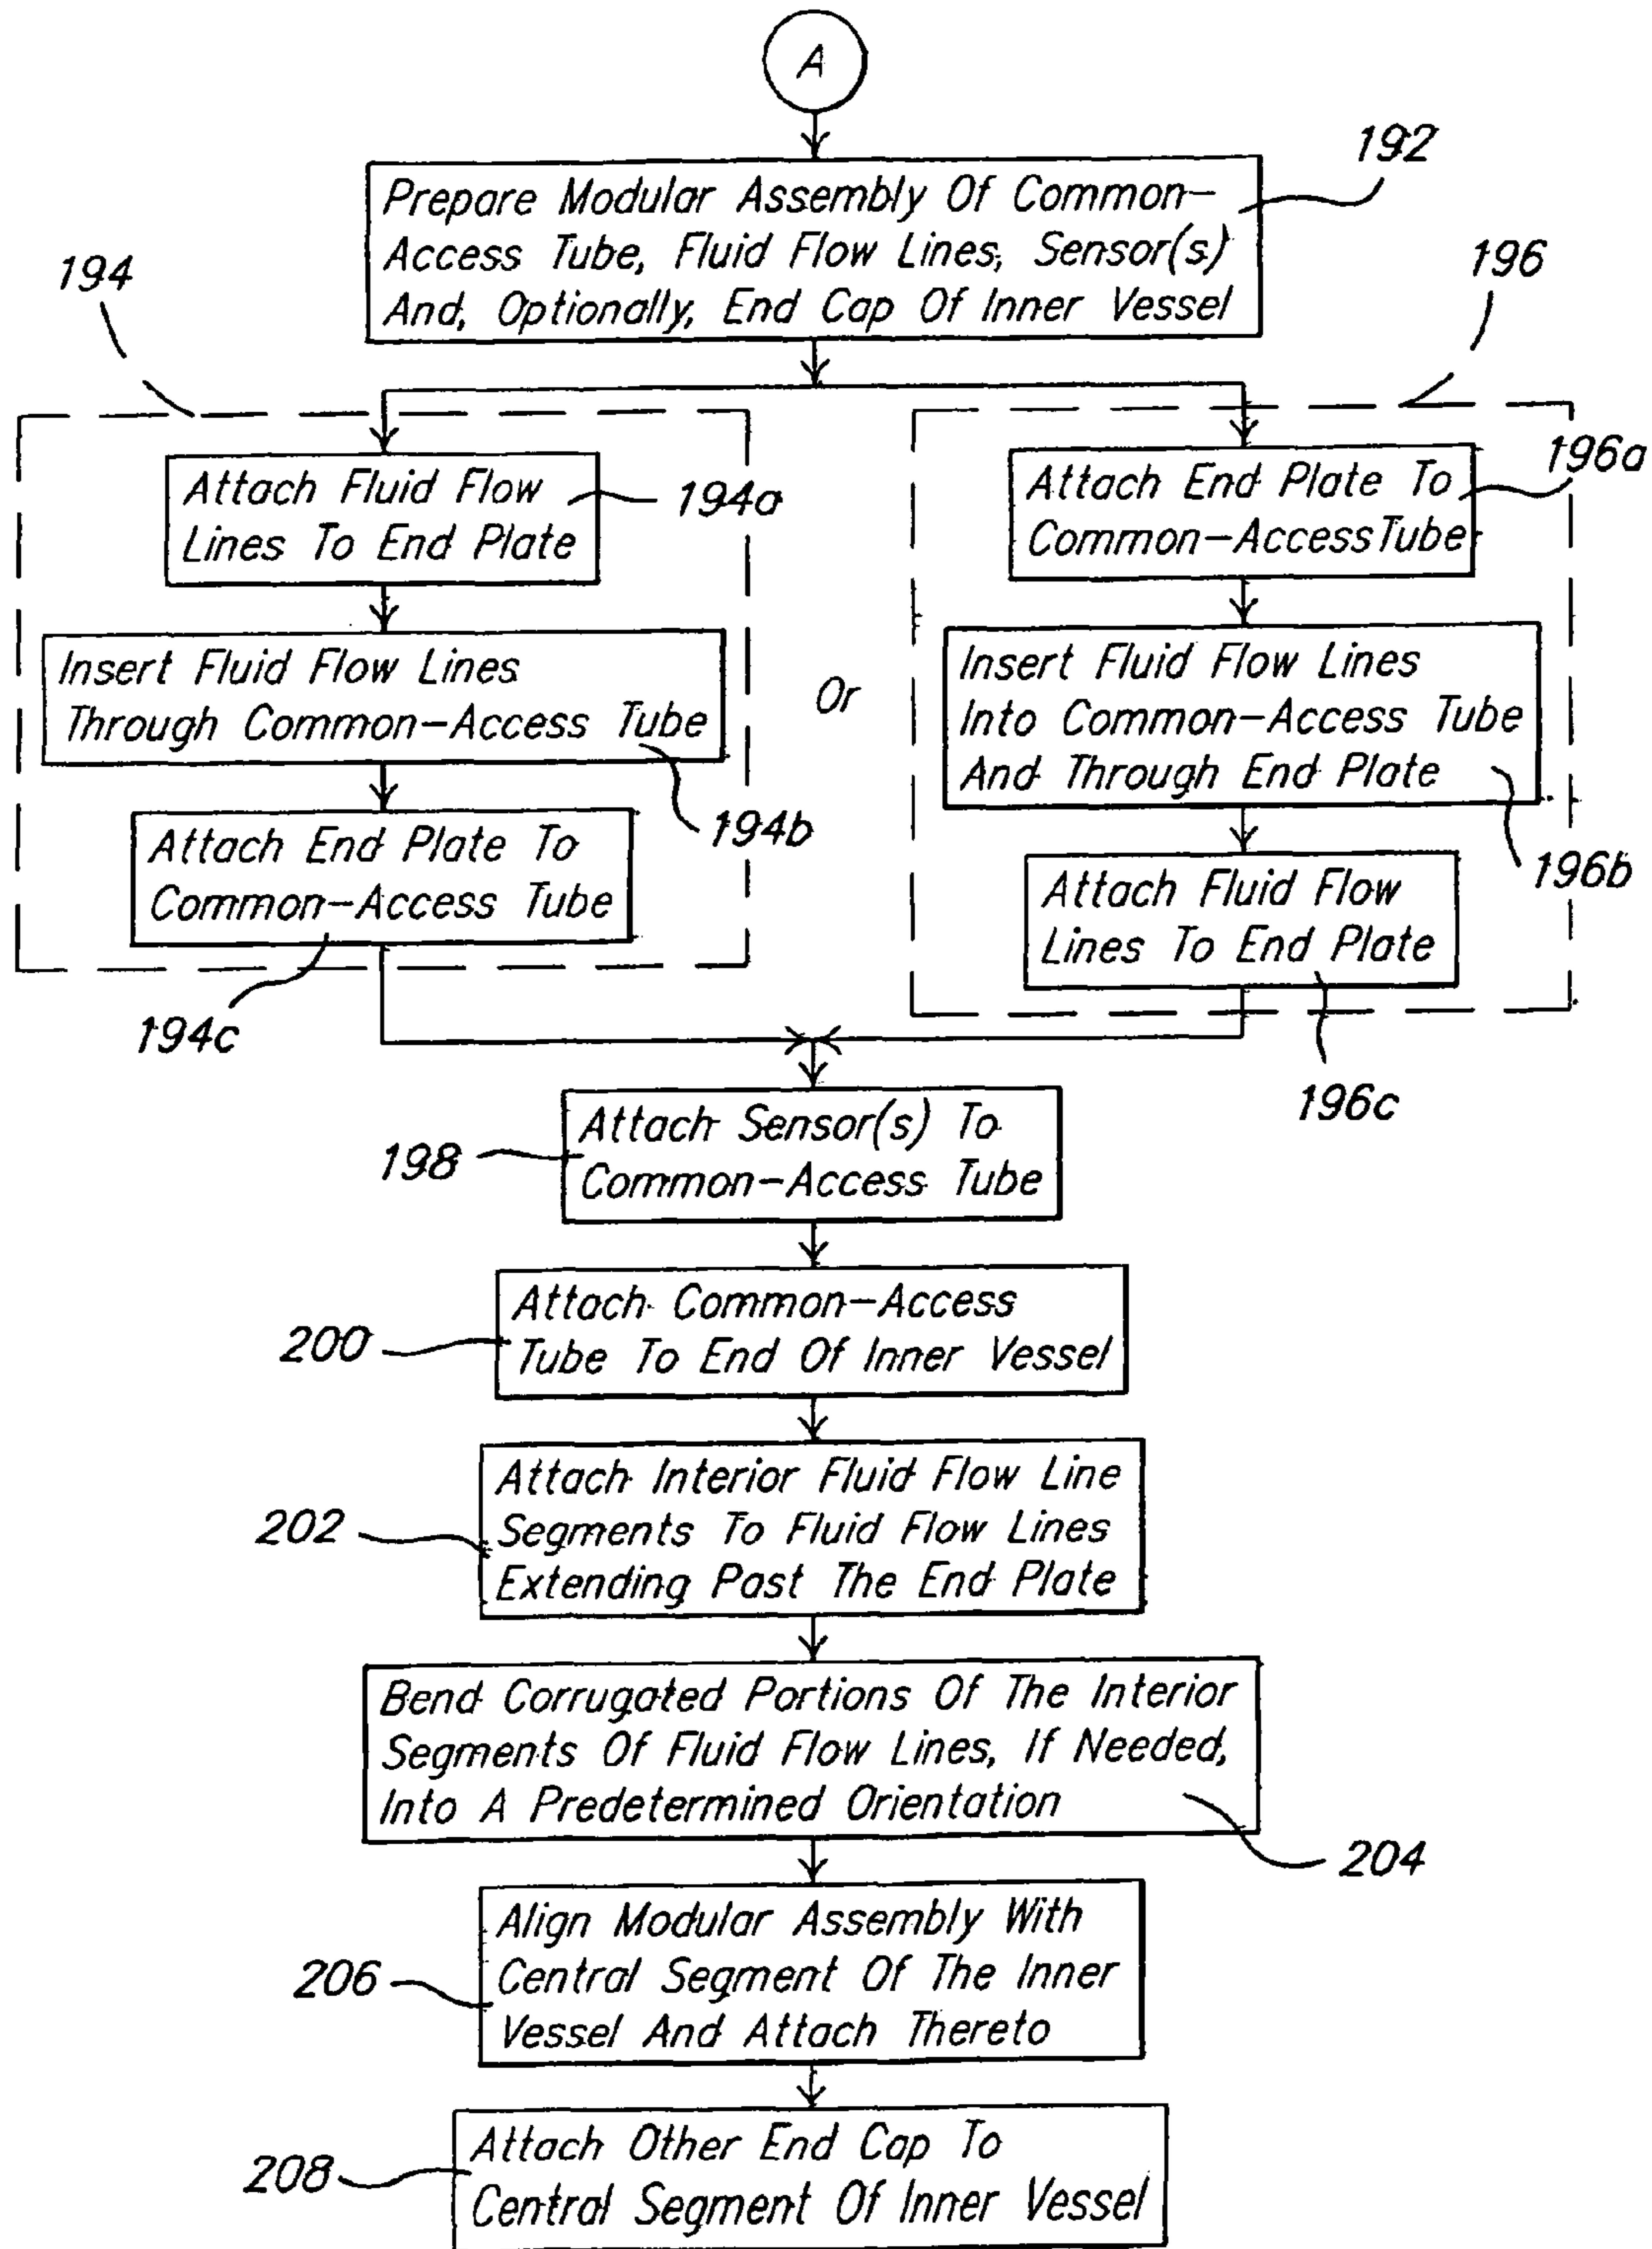 A
192
Prepare Modular Assembly Of Common-
Access Tube, Fluid Flow Lines, Sensor(s)
And, Optionally, End Cap Of Inner Vessel
194
196
Attach Fluid Flow
Lines To End Plate
194a
Insert Fluid Flow Lines
Through Common-Access Tube
194b
Attach End Plate To
Common-Access Tube
194c
Or
Attach End Plate To
Common-Access Tube
196a
Insert Fluid Flow Lines
Into Common-Access Tube
And Through End Plate
196b
Attach Fluid Flow
Lines To End Plate
196c
198
Attach Sensor(s) To
Common-Access Tube
200
Attach Common-Access
Tube To End Of Inner Vessel
202
Attach Interior Fluid Flow Line
Segments To Fluid Flow Lines
Extending Past The End Plate
Bend Corrugated Portions Of The Interior
Segments Of Fluid Flow Lines, If Needed,
Into A Predetermined Orientation
204
206
Align Modular Assembly With
Central Segment Of The Inner
Vessel And Attach Thereto
208
Attach Other End Cap To
Central Segment Of Inner Vessel